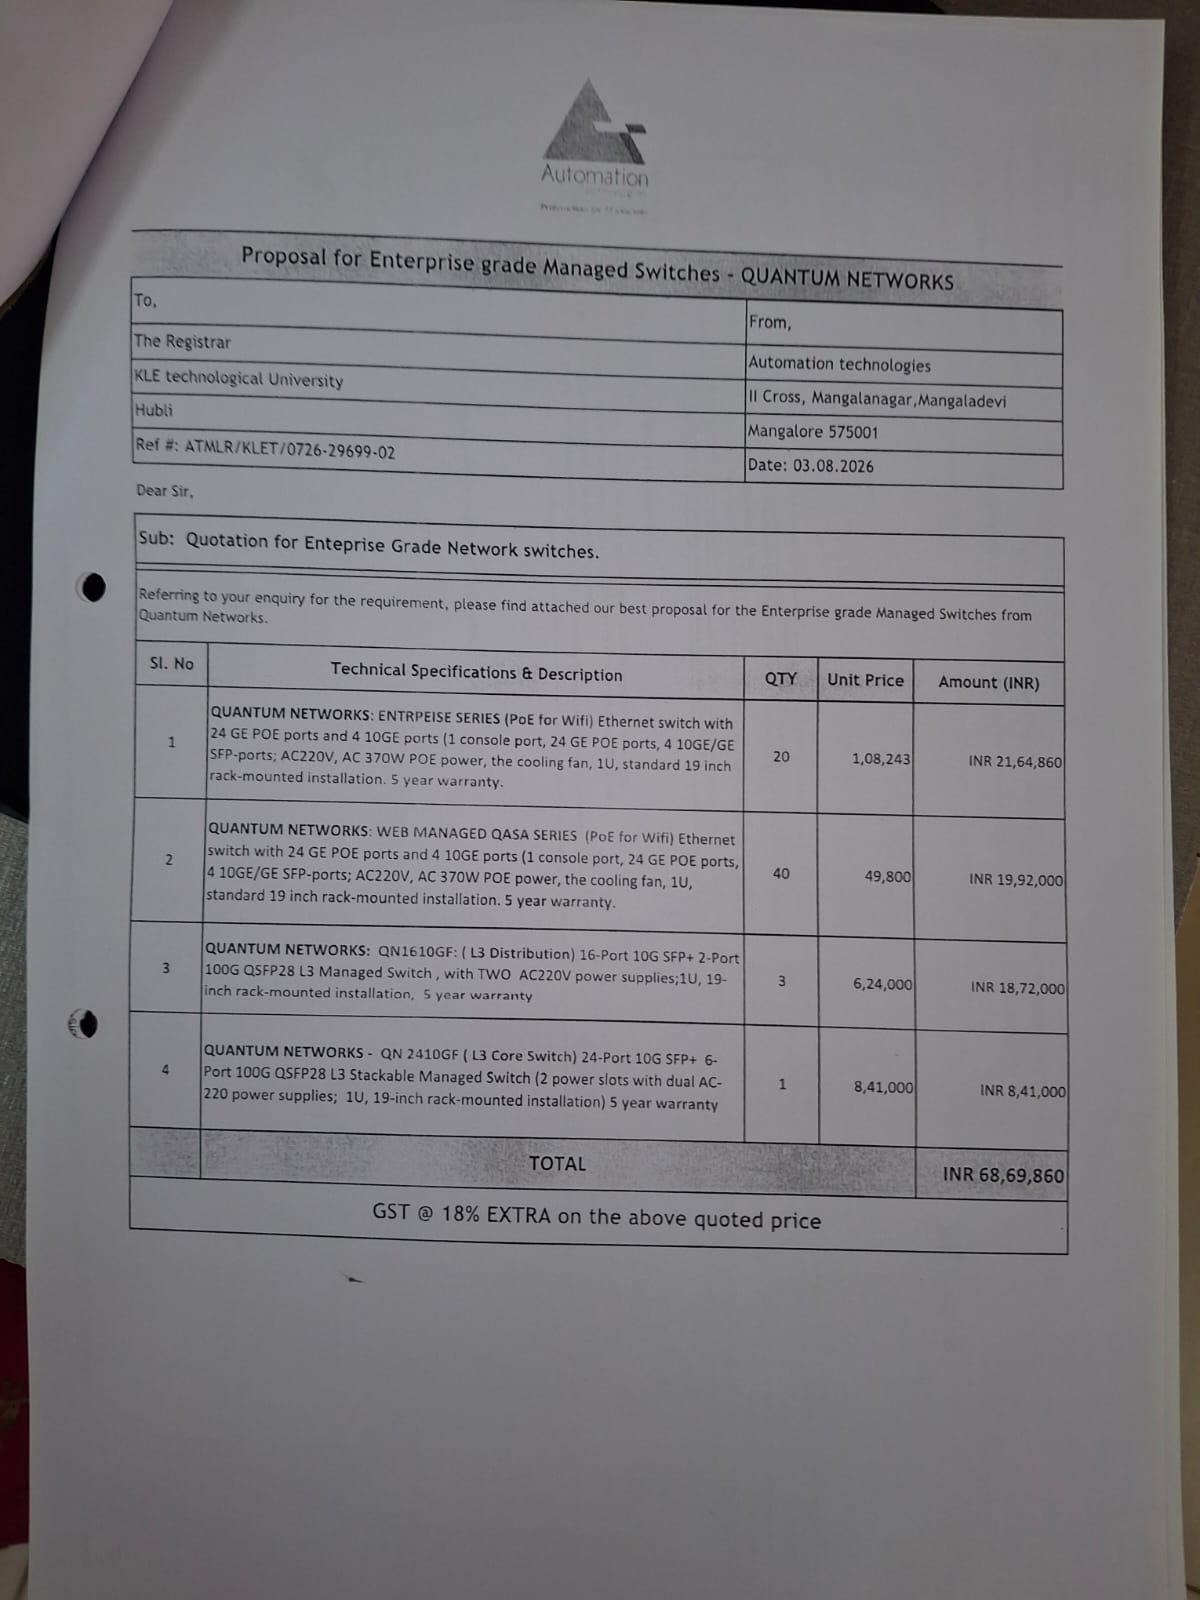 Automation
Proposal for Enterprise grade Managed Switches - QUANTUM NETWORKS
To,
The Registrar
KLE technological University
Hubli
Ref #: ATMLR/KLET/0726-29699-02
From,
Automation technologies
II Cross, Mangalanagar,Mangaladevi
Mangalore 575001
Date: 03.08.2026
Dear Sir,
Sub: Quotation for Enteprise Grade Network switches.
Referring to your enquiry for the requirement, please find attached our best proposal for the Enterprise grade Managed Switches from
Quantum Networks.
Sl. No Technical Specifications & Description QTY Unit Price Amount (INR)
QUANTUM NETWORKS: ENTRPEISE SERIES (PoE for Wifi) Ethernet switch with
24 GE POE ports and 4 10GE ports (1 console port, 24 GE POE ports, 4 10GE/GE
1 SFP-ports; AC220V, AC 370W POE power, the cooling fan, 1U, standard 19 inch 20 1,08,243 INR 21,64,860
rack-mounted installation. 5 year warranty.
QUANTUM NETWORKS: WEB MANAGED QASA SERIES (PoE for Wifi) Ethernet
switch with 24 GE POE ports and 4 10GE ports (1 console port, 24 GE POE ports,
2 4 10GE/GE SFP-ports; AC220V, AC 370W POE power, the cooling fan, 1U, 40 49,800 INR 19,92,000
standard 19 inch rack-mounted installation. 5 year warranty.
QUANTUM NETWORKS: QN1610GF: ( L3 Distribution) 16-Port 10G SFP+ 2-Port
3 100G QSFP28 L3 Managed Switch , with TWO AC220V power supplies;1U, 19- 3 6,24,000 INR 18,72,000
inch rack-mounted installation, 5 year warranty
QUANTUM NETWORKS - QN 2410GF ( L3 Core Switch) 24-Port 10G SFP+ 6-
4 Port 100G QSFP28 L3 Stackable Managed Switch (2 power slots with dual AC- 1 8,41,000 INR 8,41,000
220 power supplies; 1U, 19-inch rack-mounted installation) 5 year warranty
TOTAL INR 68,69,860
GST @ 18% EXTRA on the above quoted price